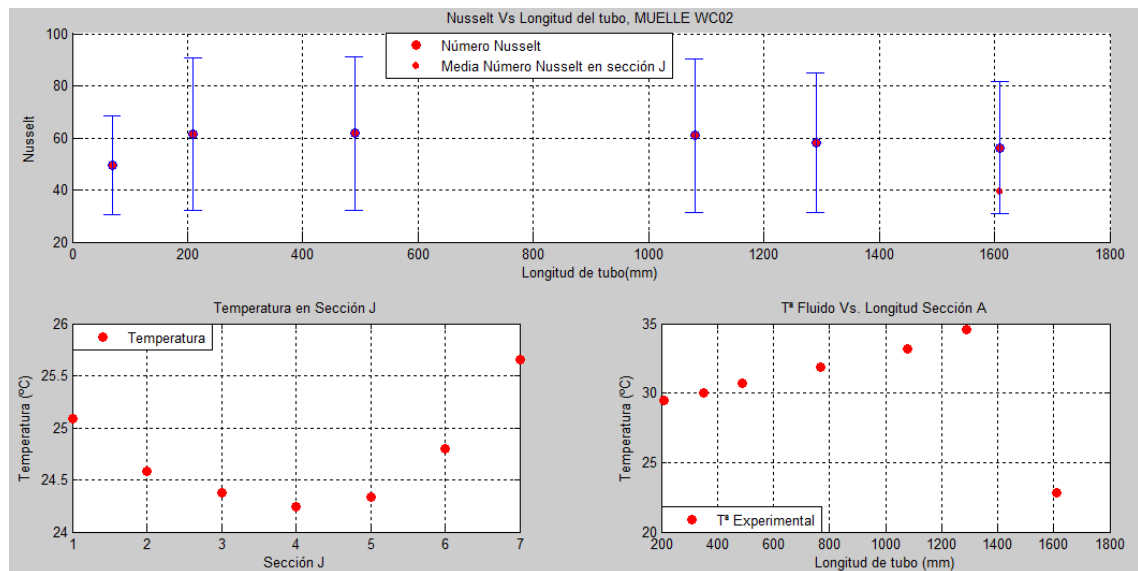 Nusselt Vs Longitud del tubo, MUELLE WC02
Número Nusselt
Media Número Nusselt en sección J
Nusselt
100
80
60
40
20
0 200 400 600 800 1000 1200 1400 1600 1800
Longitud de tubo(mm)
Temperatura en Sección J
Temperatura
Temperatura (ºC)
26
25.5
25
24.5
24
1 2 3 4 5 6 7
Sección J
Tª Fluido Vs. Longitud Sección A
Temperatura (ºC)
35
30
25
20
Tª Experimental
200 400 600 800 1000 1200 1400 1600 1800
Longitud de tubo (mm)